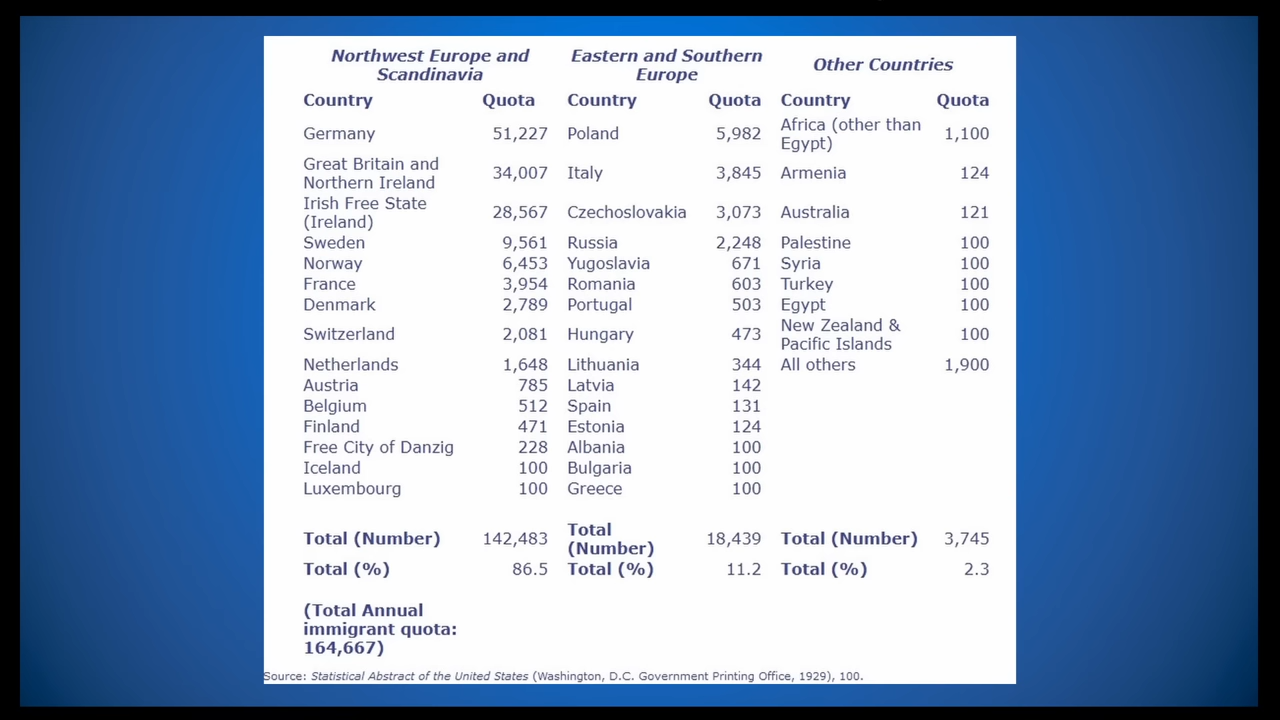 Northwest Europe and Scandinavia Eastern and Southern Europe Other Countries
Country Quota Country Quota Country Quota
Germany 51,227 Poland 5,982 Africa (other than Egypt) 1,100
Great Britain and Northern Ireland 34,007 Italy 3,845 Armenia 124
Irish Free State (Ireland) 28,567 Czechoslovakia 3,073 Australia 121
Sweden 9,561 Russia 2,248 Palestine 100
Norway 6,453 Yugoslavia 671 Syria 100
France 3,954 Romania 603 Turkey 100
Denmark 2,789 Portugal 503 Egypt 100
Switzerland 2,081 Hungary 473 New Zealand & Pacific Islands 100
Netherlands 1,648 Lithuania 344 All others 1,900
Austria 785 Latvia 142
Belgium 512 Spain 131
Finland 471 Estonia 124
Free City of Danzig 228 Albania 100
Iceland 100 Bulgaria 100
Luxembourg 100 Greece 100
Total (Number) 142,483 Total (Number) 18,439 Total (Number) 3,745
Total (%) 86.5 Total (%) 11.2 Total (%) 2.3
(Total Annual
immigrant quota:
164,667)
Source: Statistical Abstract of the United States (Washington, D.C. Government Printing Office, 1929), 100.